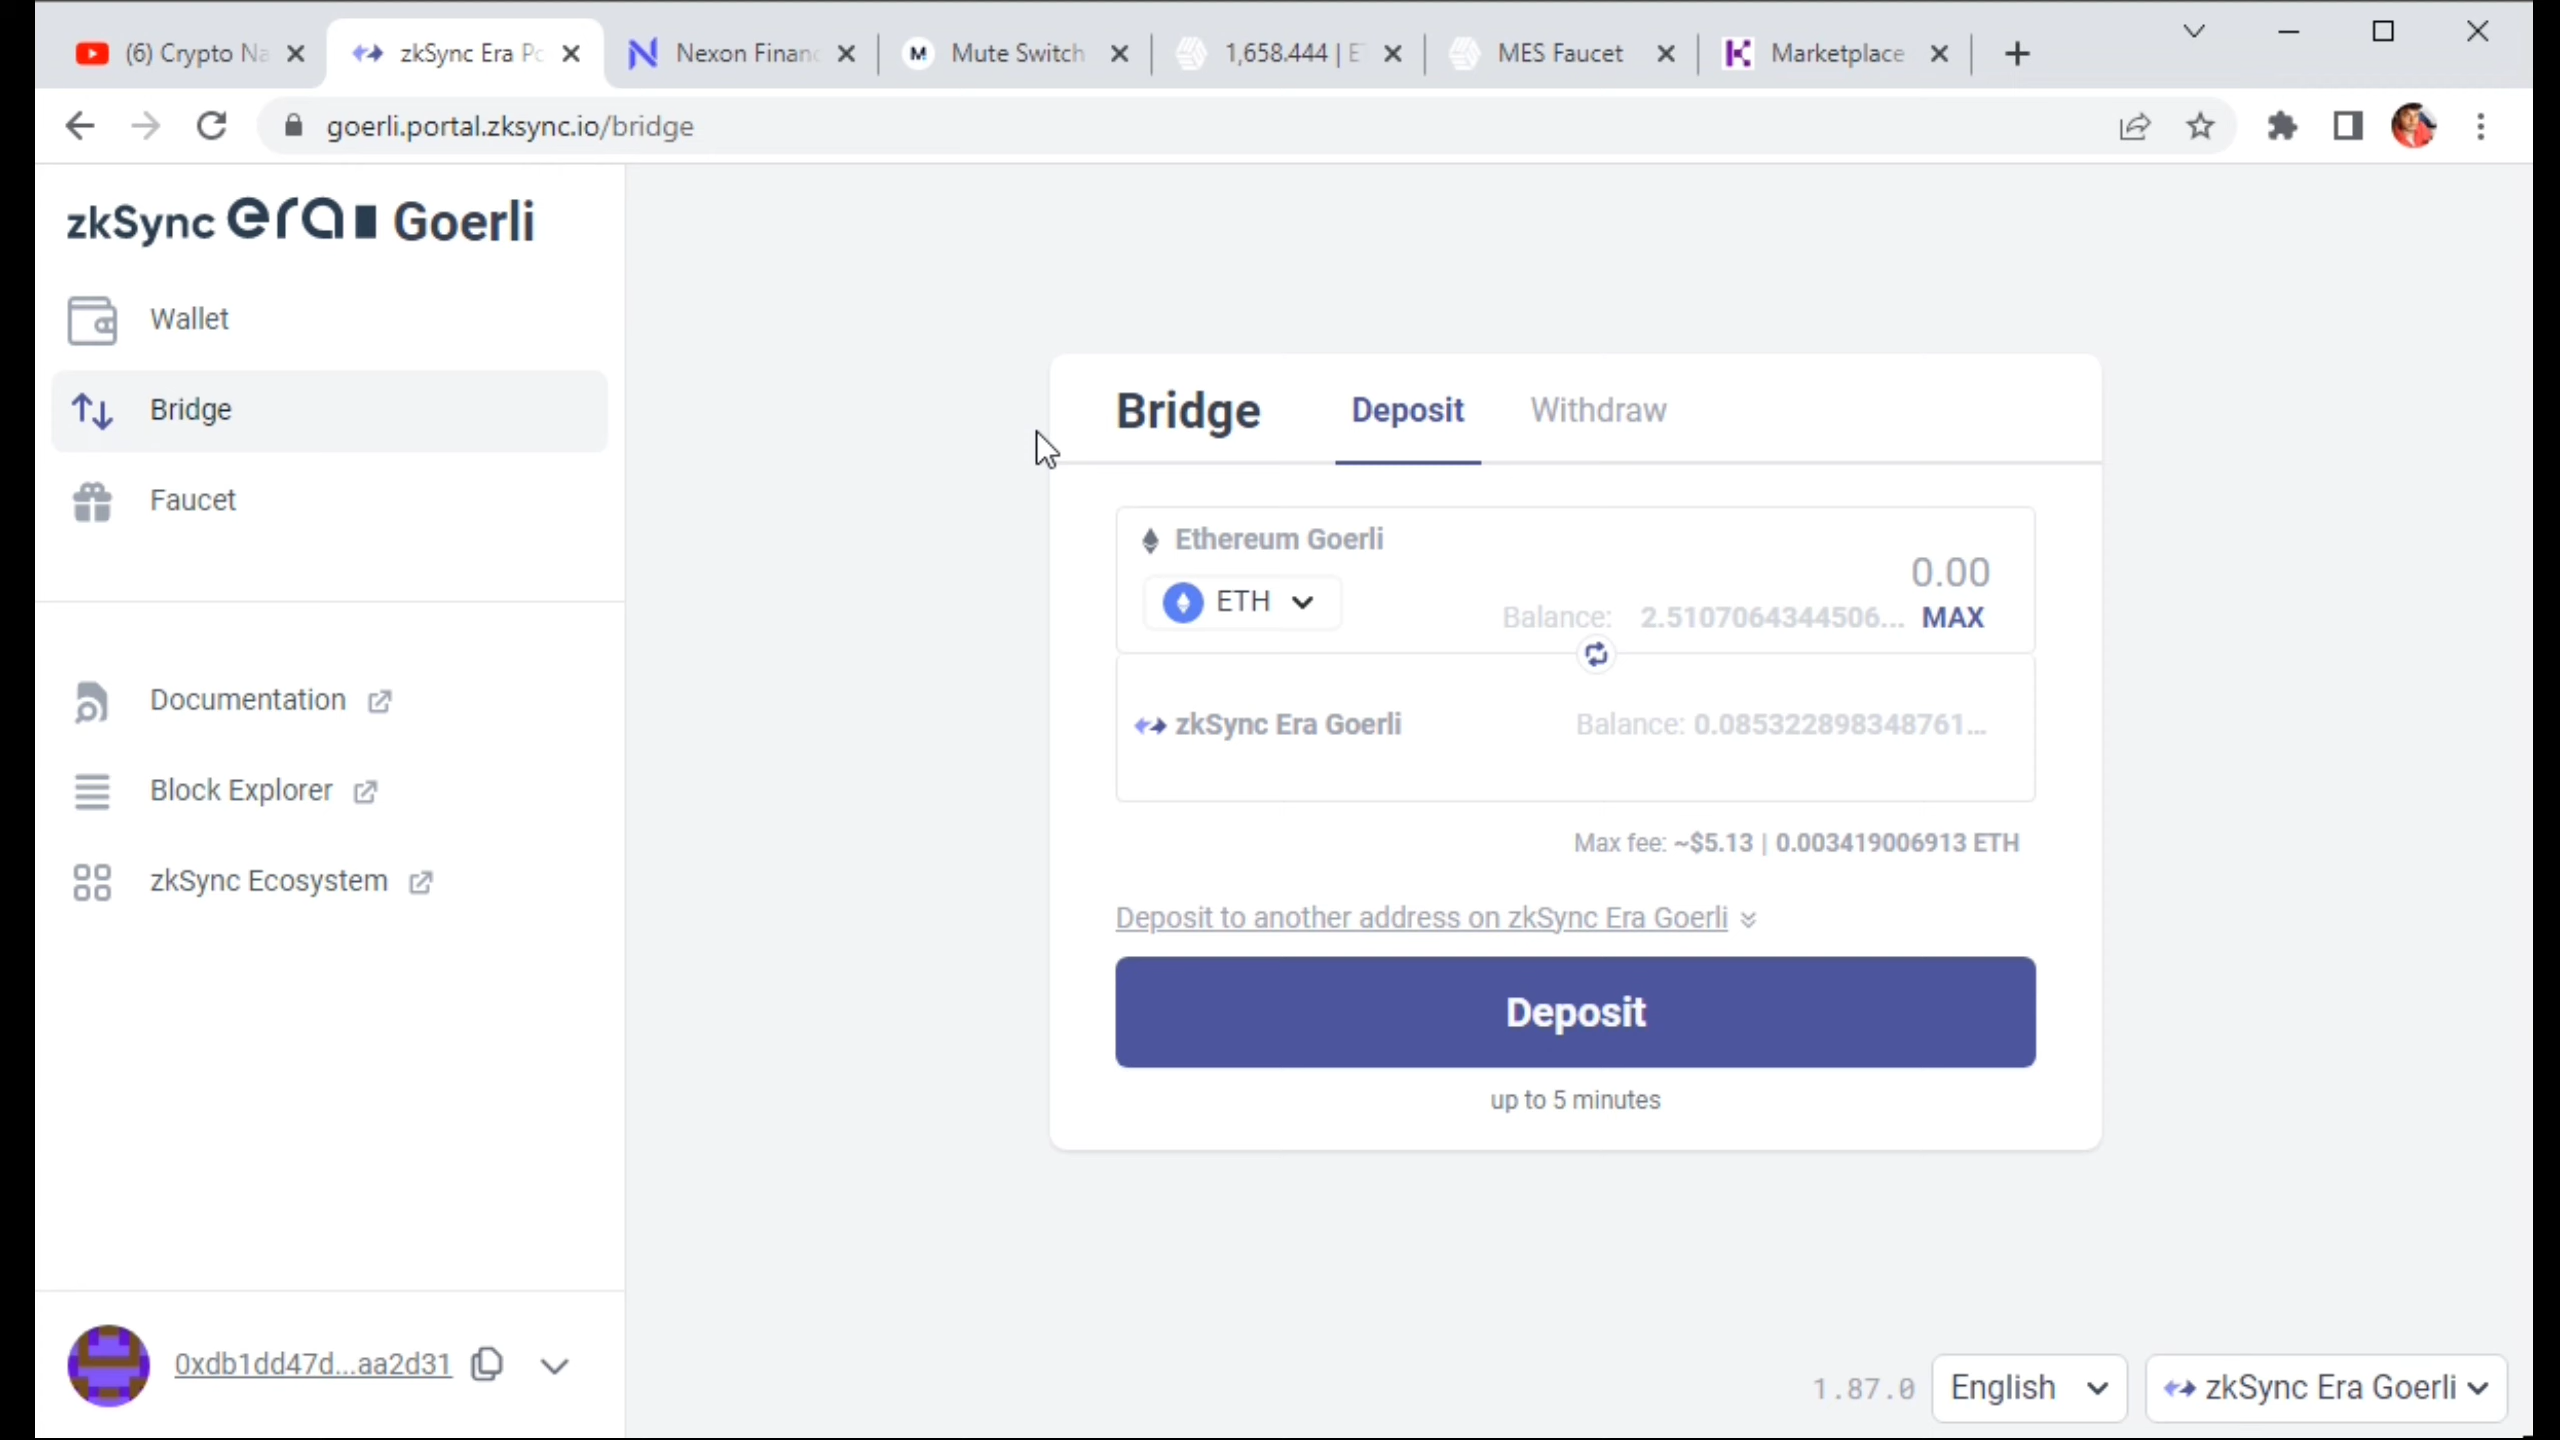 (6) Crypto Na
zkSync Era Po
Nexon Financ
Mute Switch
1,658.444 | E
MES Faucet
Marketplace
goerli.portal.zksync.io/bridge
zkSync era Goerli
Wallet
Bridge
Faucet
Documentation
Block Explorer
zkSync Ecosystem
0xdb1dd47d...aa2d31
Bridge
Deposit
Withdraw
Ethereum Goerli
0.00
ETH
Balance: 2.5107064344506... MAX
zkSync Era Goerli
Balance: 0.085322898348761...
Max fee: ~$5.13 | 0.003419006913 ETH
Deposit to another address on zkSync Era Goerli
Deposit
up to 5 minutes
1.87.0
English
zkSync Era Goerli